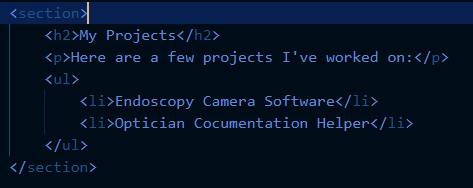 <section>
<h2>My Projects</h2>
<p>Here are a few projects I've worked on:</p>
<ul>
<li>Endoscopy Camera Software</li>
<li>Optician Cocumentation Helper</li>
</ul>
</section>